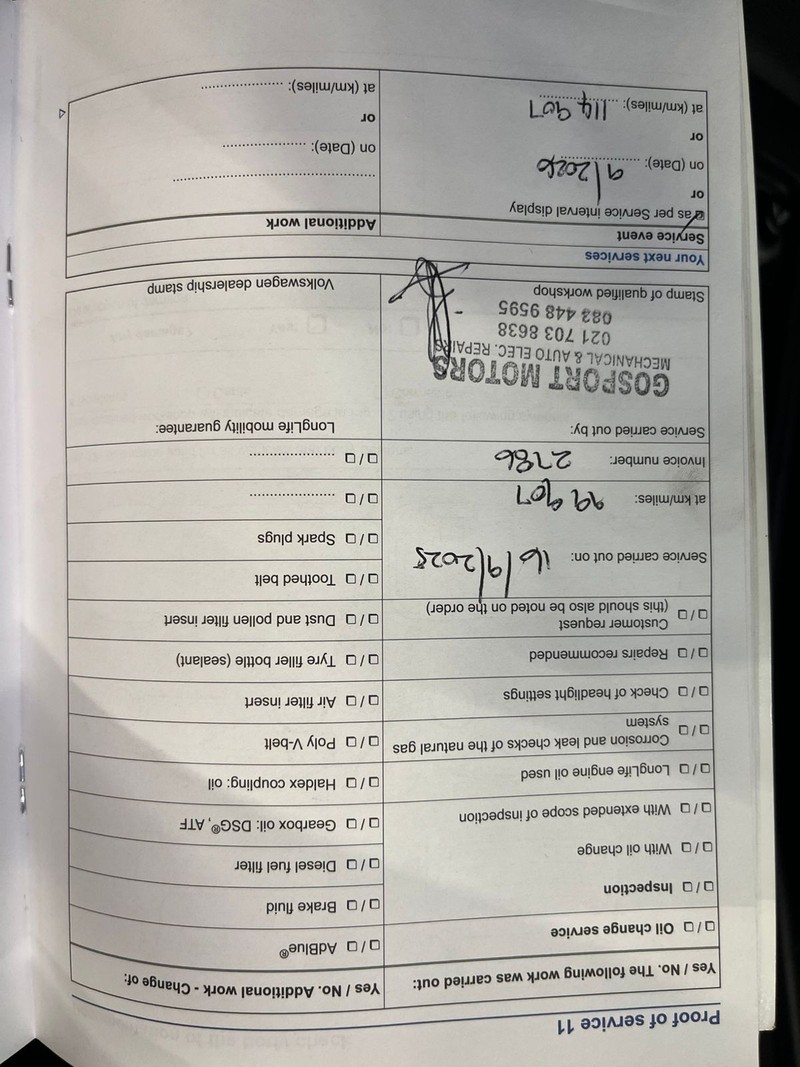 Proof of service 11
Yes / No. The following work was carried out:
Oil change service
Inspection
With oil change
With extended scope of inspection
LongLife engine oil used
Corrosion and leak checks of the natural gas
system
Check of headlight settings
Repairs recommended
Customer request
(this should also be noted on the order)
Service carried out on: 16/9/2025
at km/miles: 99 907
Invoice number: 2786
Service carried out by:
GOSPORT MOTORS
MECHANICAL & AUTO ELEC. REPAIRS
021 703 8638
083 448 9595
Stamp of qualified workshop
Yes / No. Additional work - Change of:
AdBlue®
Brake fluid
Diesel fuel filter
Gearbox oil: DSG®, ATF
Haldex coupling: oil
Poly V-belt
Air filter insert
Tyre filler bottle (sealant)
Dust and pollen filter insert
Toothed belt
Spark plugs
LongLife mobility guarantee:
Volkswagen dealership stamp
Your next services
Service event
as per Service interval display
or
on (Date): 9/2026
or
at (km/miles): 114 907
Additional work
on (Date):
or
at (km/miles):